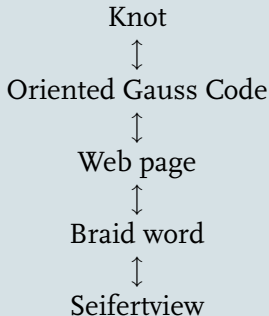 Knot
↕
Oriented Gauss Code
↕
Web page
↕
Braid word
↕
Seifertview